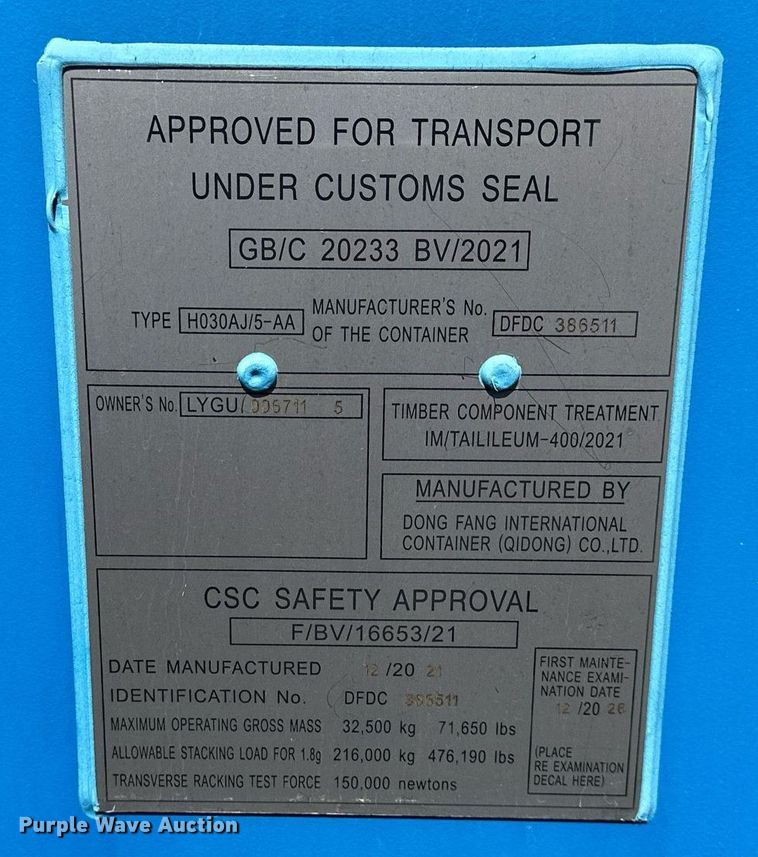 APPROVED FOR TRANSPORT
UNDER CUSTOMS SEAL
GB/C 20233 BV/2021
TYPE H030AJ/5-AA
MANUFACTURER'S No.
OF THE CONTAINER
DFDC 386511
OWNER'S No. LYGU/ 5
TIMBER COMPONENT TREATMENT
IM/TAILILEUM-400/2021
MANUFACTURED BY
DONG FANG INTERNATIONAL
CONTAINER (QIDONG) CO.,LTD.
CSC SAFETY APPROVAL
F/BV/16653/21
DATE MANUFACTURED 12 /20 21
IDENTIFICATION No. DFDC
MAXIMUM OPERATING GROSS MASS 32,500 kg 71,650 lbs
ALLOWABLE STACKING LOAD FOR 1.8g 216,000 kg 476,190 lbs
TRANSVERSE RACKING TEST FORCE 150,000 newtons
FIRST MAINTE-
NANCE EXAMI-
NATION DATE
12 /20 26
(PLACE
RE EXAMINATION
DECAL HERE)
Purple Wave Auction